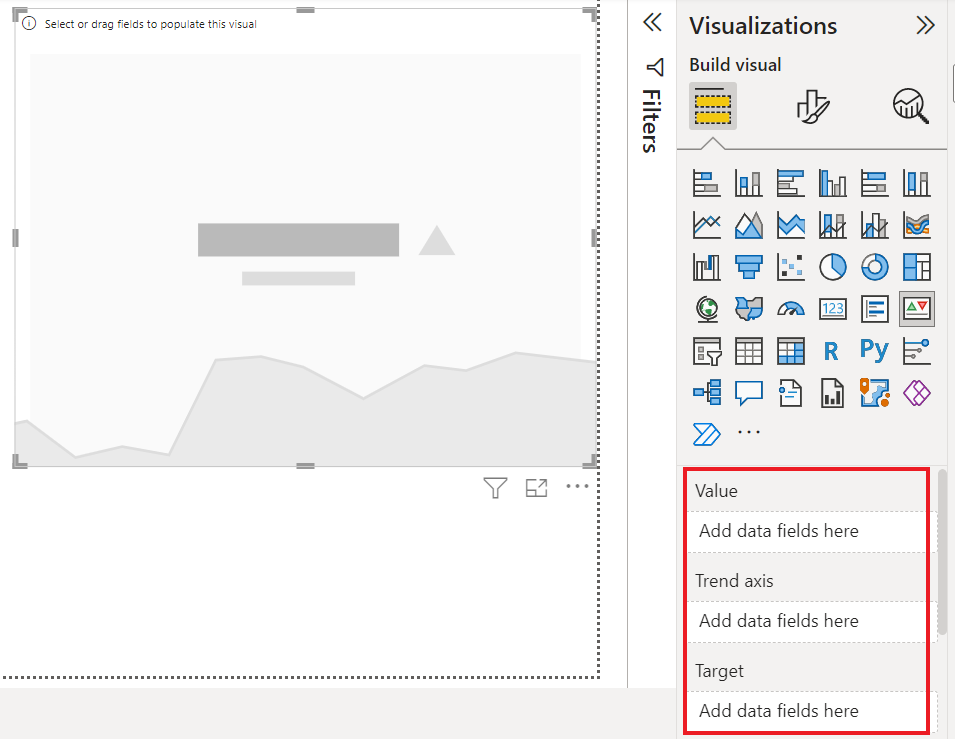 Select or drag fields to populate this visual
Filters
Visualizations
Build visual
123
R
Py
Value
Add data fields here
Trend axis
Add data fields here
Target
Add data fields here